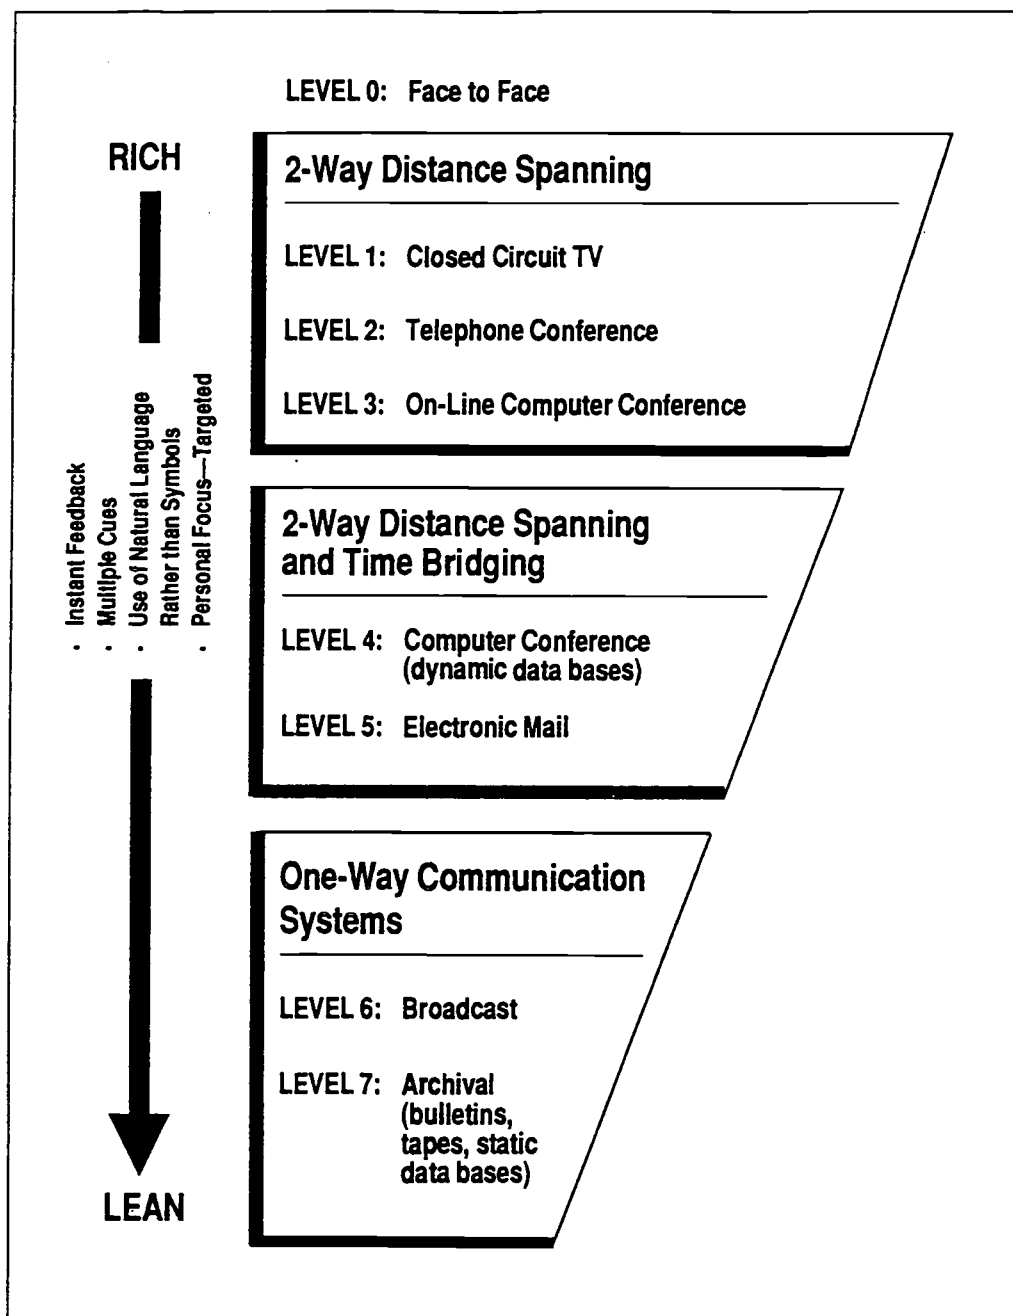 LEVEL 0: Face to Face
RICH
2-Way Distance Spanning
LEVEL 1: Closed Circuit TV
LEVEL 2: Telephone Conference
LEVEL 3: On-Line Computer Conference
· Instant Feedback
· Multiple Cues
· Use of Natural Language
Rather than Symbols
· Personal Focus—Targeted
2-Way Distance Spanning
and Time Bridging
LEVEL 4: Computer Conference
(dynamic data bases)
LEVEL 5: Electronic Mail
One-Way Communication
Systems
LEVEL 6: Broadcast
LEVEL 7: Archival
(bulletins,
tapes, static
data bases)
LEAN